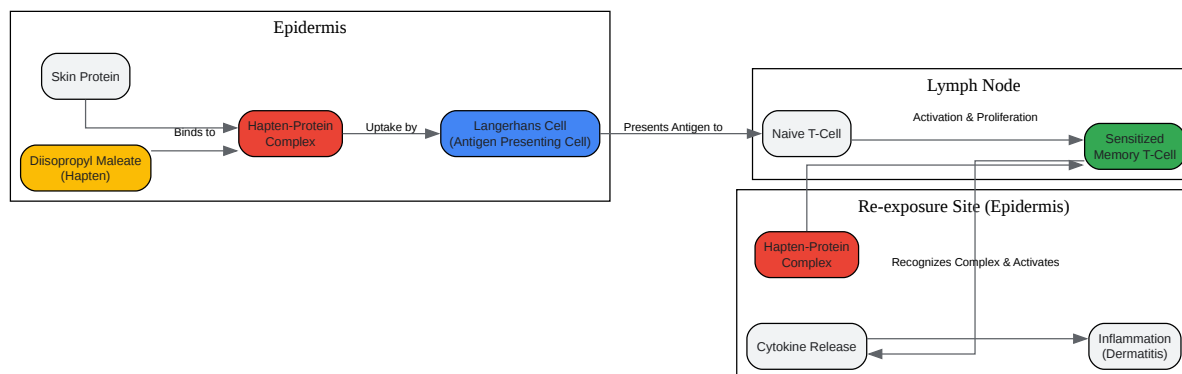 Epidermis
Skin Protein
Binds to
Diisopropyl Maleate
(Hapten)
Hapten-Protein
Complex
Uptake by
Langerhans Cell
(Antigen Presenting Cell)
Presents Antigen to
Lymph Node
Naive T-Cell
Activation & Proliferation
Sensitized
Memory T-Cell
Re-exposure Site (Epidermis)
Hapten-Protein
Complex
Recognizes Complex & Activates
Cytokine Release
Inflammation
(Dermatitis)